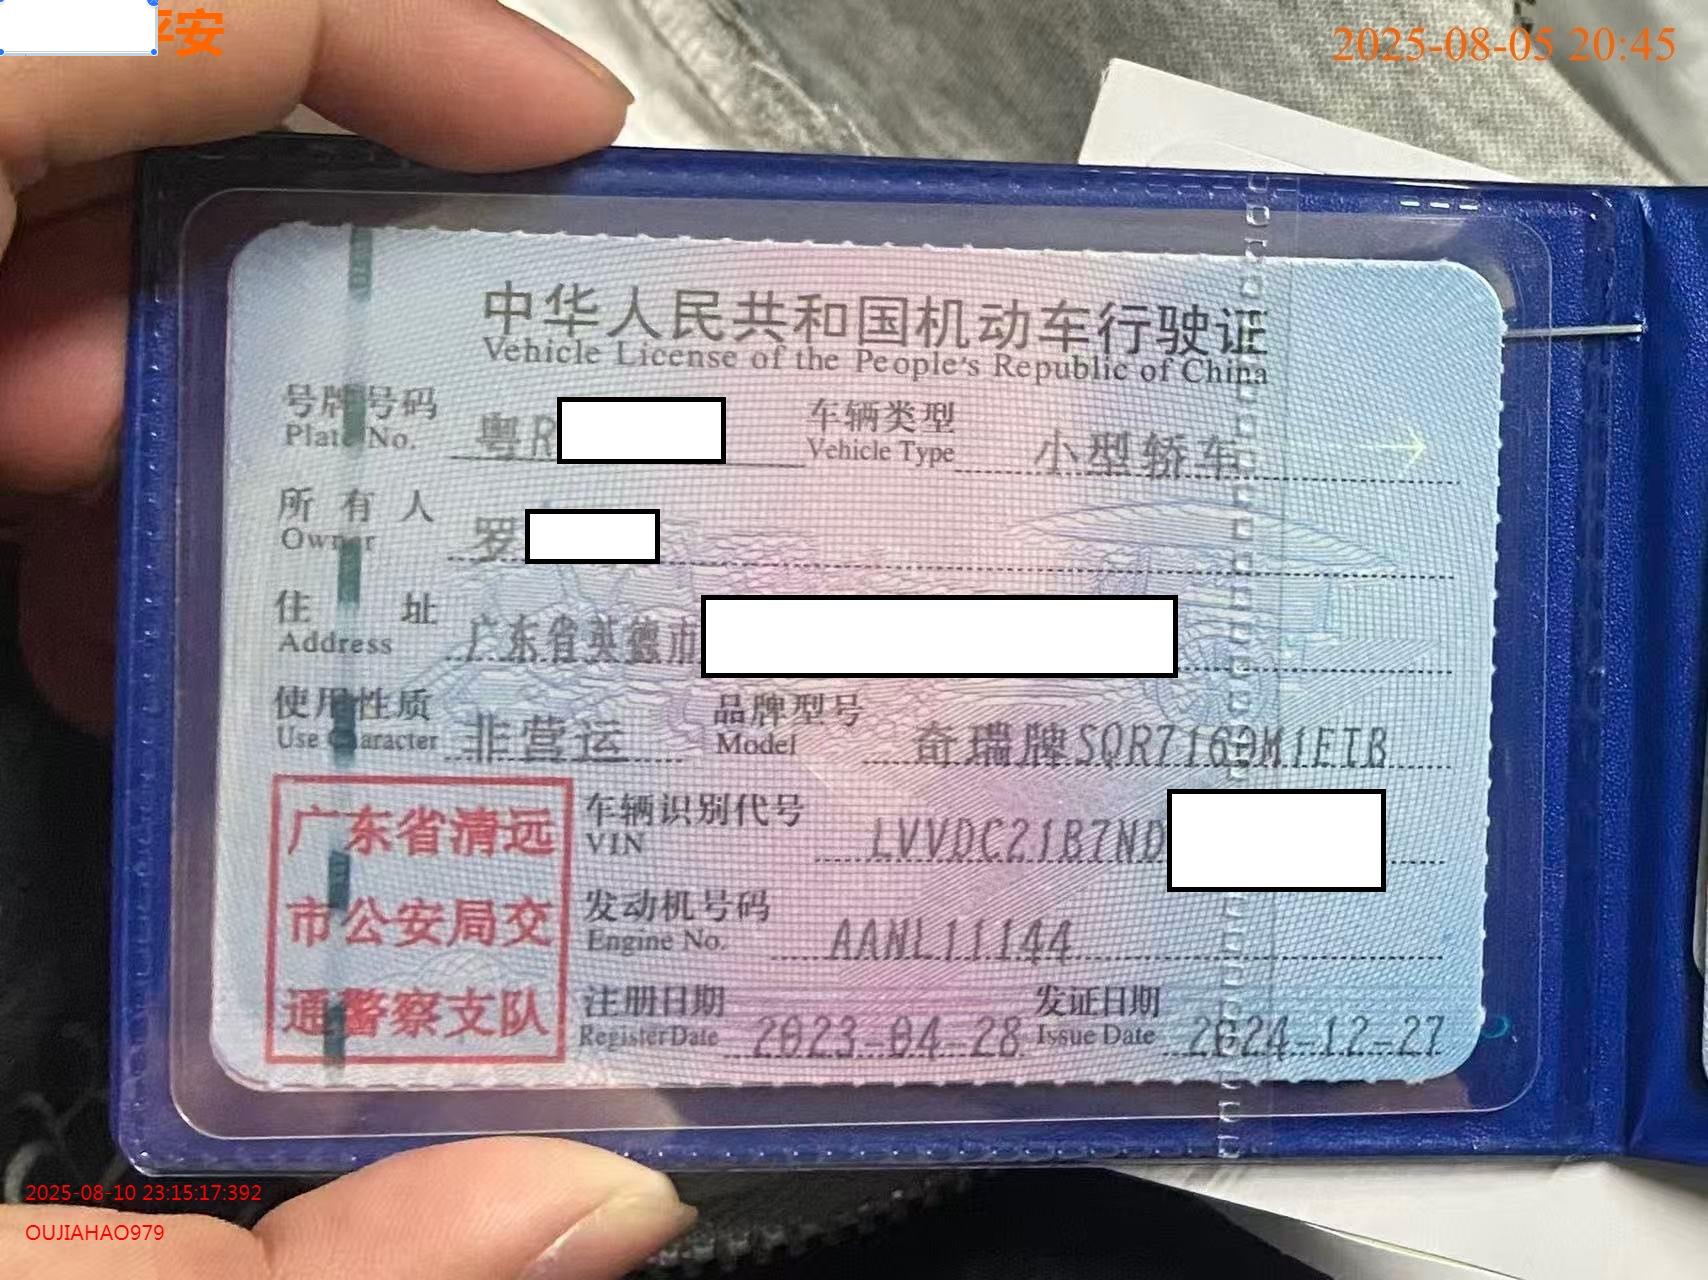 平安
2025-08-05 20:45
中华人民共和国机动车行驶证
Vehicle License of the People's Republic of China
号牌号码 粤R 车辆类型 小型轿车
Plate No. Vehicle Type
所有人 罗
Owner
住址 广东省英德市
Address
使用性质 非营运 品牌型号 奇瑞牌SQR7160M1ETB
Use Character Model
广东省清远
市公安局交
通警察支队
车辆识别代号 LVVDC21B7ND
VIN
发动机号码 AANL11144
Engine No.
注册日期 2023-04-28 发证日期 2024-12-27
Register Date Issue Date
2025-08-10 23:15:17:392
OUJIAHAO979